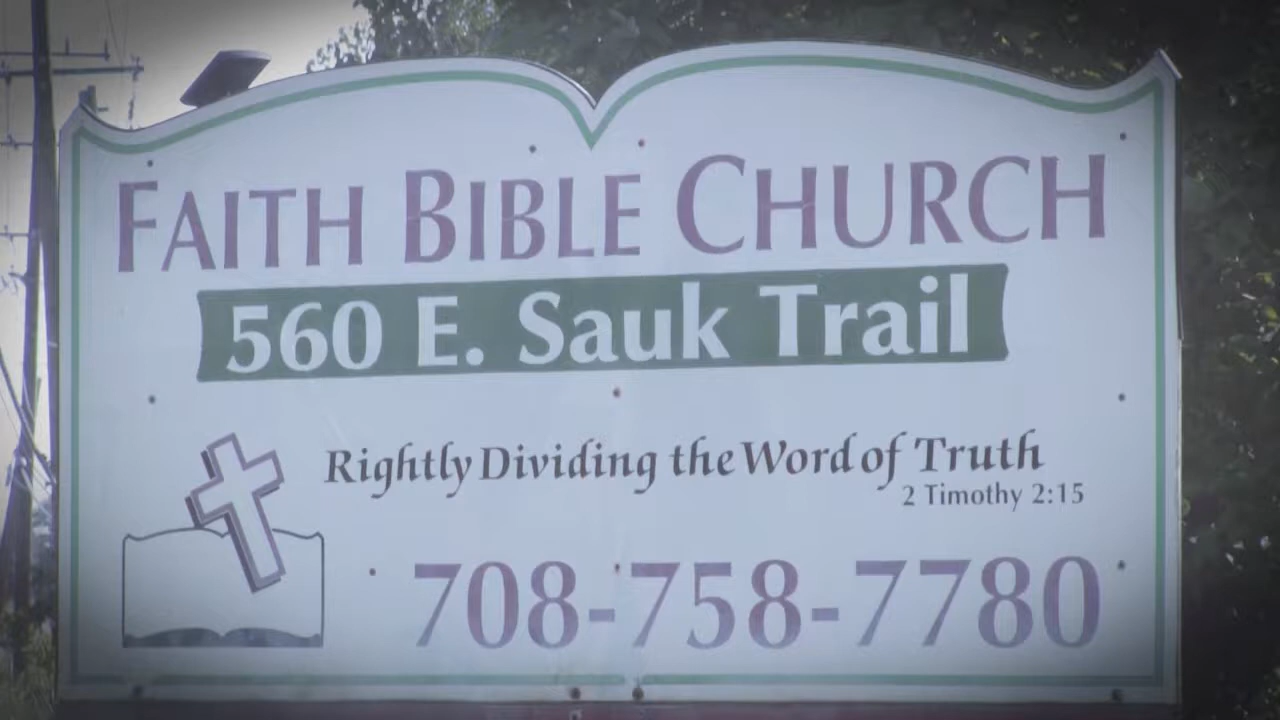 FAITH BIBLE CHURCH
560 E. Sauk Trail
Rightly Dividing the Word of Truth
2 Timothy 2:15
708-758-7780